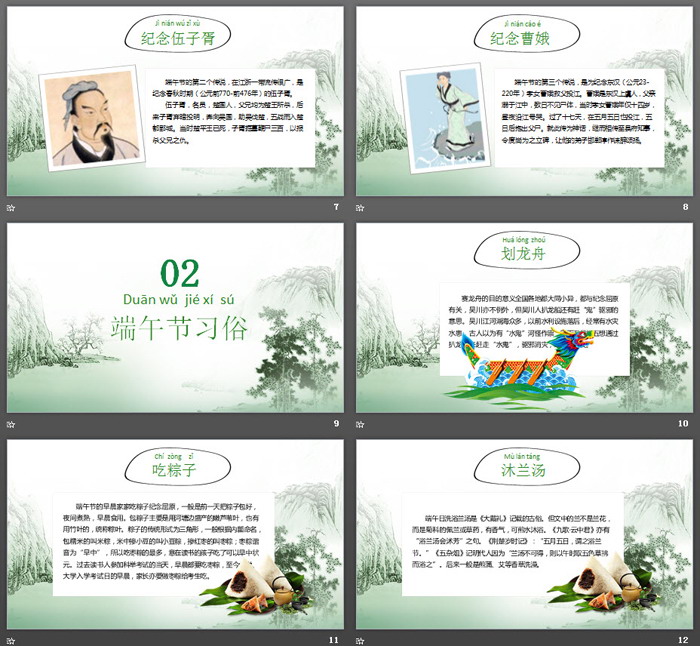 Jì niàn wǔ zǐ xū
纪念伍子胥
端午节的第二个传说，在江浙一带流传很广，是
纪念春秋时期（公元前770-前476年）的伍子胥。
伍子胥，名员，楚国人，父兄均为楚王所杀，后
来子胥弃暗投明，奔向吴国，助吴伐楚，五战而入楚
都郢城。当时楚平王已死，子胥掘墓鞭尸三百，以报
杀父兄之仇。
7
Jì niàn cáo é
纪念曹娥
端午节的第三个传说，是为纪念东汉（公元23-
220年）孝女曹娥救父投江。曹娥是东汉上虞人，父亲
溺于江中，数日不见尸体，当时孝女曹娥年仅十四岁，
昼夜沿江号哭。过了十七天，在五月五日也投江，五
日后抱出父尸。就此传为神话，继而相传至县府知事，
令度尚为之立碑，让他的弟子邯郸淳作诔辞颂扬。
8
02
Duān wǔ jié xí sú
端午节习俗
9
Huá lóng zhōu
划龙舟
赛龙舟的目的意义全国各地都大同小异，都与纪念屈原
有关，吴川亦不例外，但吴川人扒龙船还有赶“鬼”驱邪的
意思。吴川江河湖海众多，以前水利设施落后，经常有水灾
水患，古人以为有“水鬼”河怪作
想通过
扒龙
赶走“水鬼”，驱邪消灾
10
Chī zòng zǐ
吃粽子
端午节的早晨家家吃粽子纪念屈原，一般是前一天把粽子包好，
夜间煮熟，早晨食用。包粽子主要是用河塘边盛产的嫩芦苇叶，也有
用竹叶的，统称粽叶。粽子的传统形式为三角形，一般根据内瓤命名，
包糯米的叫米粽，米中掺小豆的叫小豆粽，掺红枣的叫枣粽；枣粽谐
音为“早中”，所以吃枣粽的最多，意在读书的孩子吃了可以早中状
元。过去读书人参加科举考试的当天，早晨都要吃枣粽，至今
大学入学考试日的早晨，家长亦要做枣粽给考生吃。
11
Mù lán tāng
沐兰汤
端午日洗浴兰汤是《大戴礼》记载的古俗。但文中的兰不是兰花，
而是菊科的佩兰或草药，有香气，可煎水沐浴。《九歌·云中君》亦有
“浴兰汤会沐芳”之句。《荆楚岁时记》：“五月五日，谓之浴兰
节。”《五杂俎》记明代人因为“兰汤不可得，则以午时取五色草拂
而浴之”。后来一般是煎蒲、艾等香草洗澡。
12